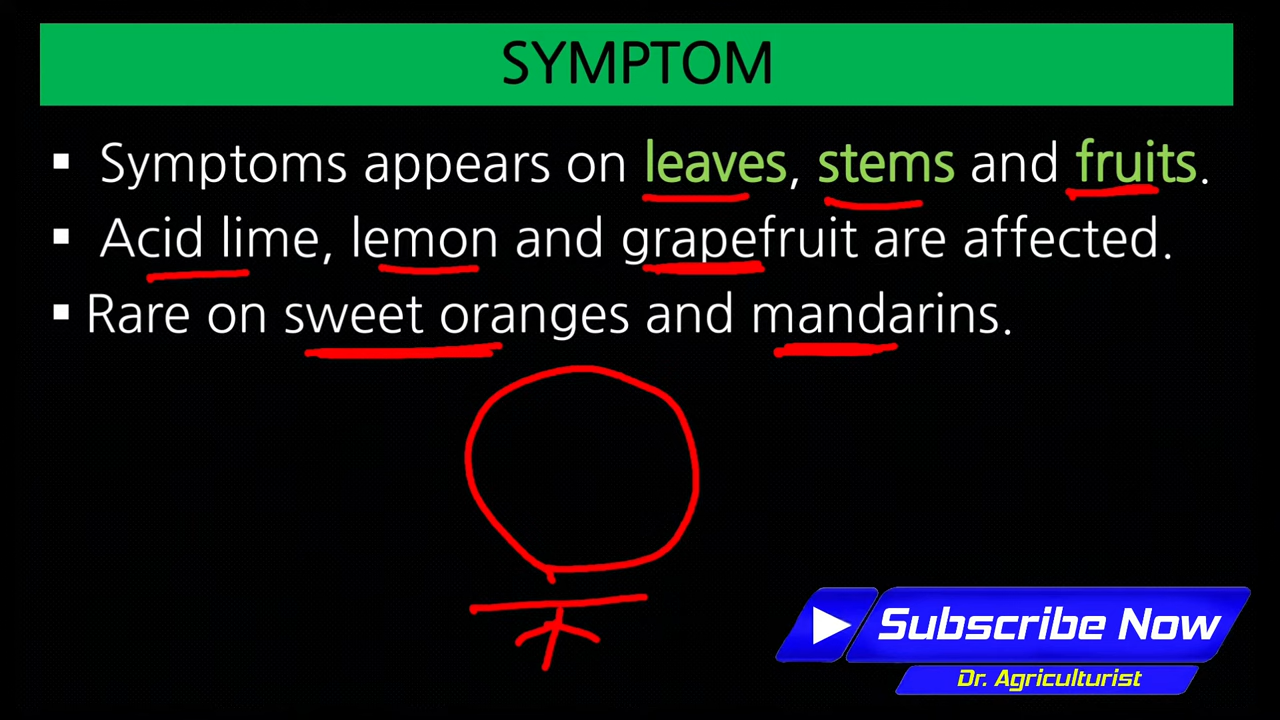 SYMPTOM
▪ Symptoms appears on leaves, stems and fruits.
▪ Acid lime, lemon and grapefruit are affected.
▪ Rare on sweet oranges and mandarins.
Subscribe Now
Dr. Agriculturist